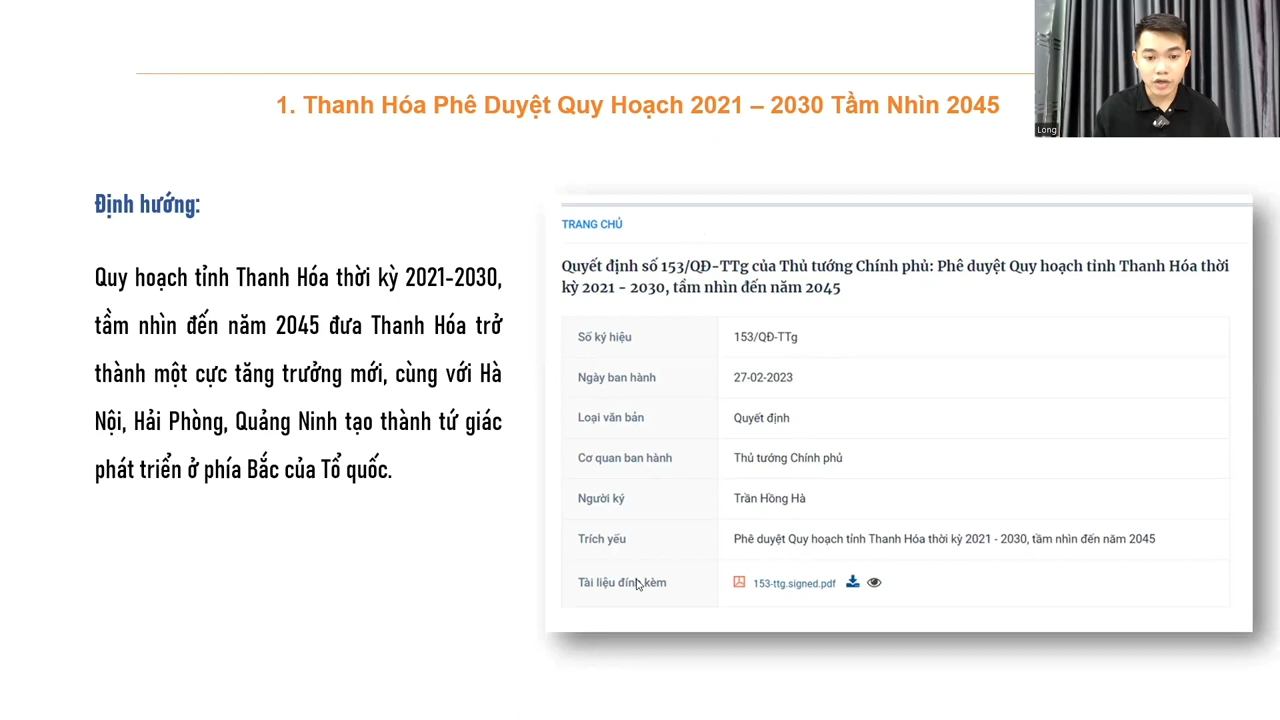 1. Thanh Hóa Phê Duyệt Quy Hoạch 2021 – 2030 Tầm Nhìn 2045
Long
Định hướng:
Quy hoạch tỉnh Thanh Hóa thời kỳ 2021-2030,
tầm nhìn đến năm 2045 đưa Thanh Hóa trở
thành một cực tăng trưởng mới, cùng với Hà
Nội, Hải Phòng, Quảng Ninh tạo thành tứ giác
phát triển ở phía Bắc của Tổ quốc.
TRANG CHỦ
Quyết định số 153/QĐ-TTg của Thủ tướng Chính phủ: Phê duyệt Quy hoạch tỉnh Thanh Hóa thời
kỳ 2021 - 2030, tầm nhìn đến năm 2045
Số ký hiệu 153/QĐ-TTg
Ngày ban hành 27-02-2023
Loại văn bản Quyết định
Cơ quan ban hành Thủ tướng Chính phủ
Người ký Trần Hồng Hà
Trích yếu Phê duyệt Quy hoạch tỉnh Thanh Hóa thời kỳ 2021 - 2030, tầm nhìn đến năm 2045
Tài liệu đính kèm 153-ttg.signed.pdf